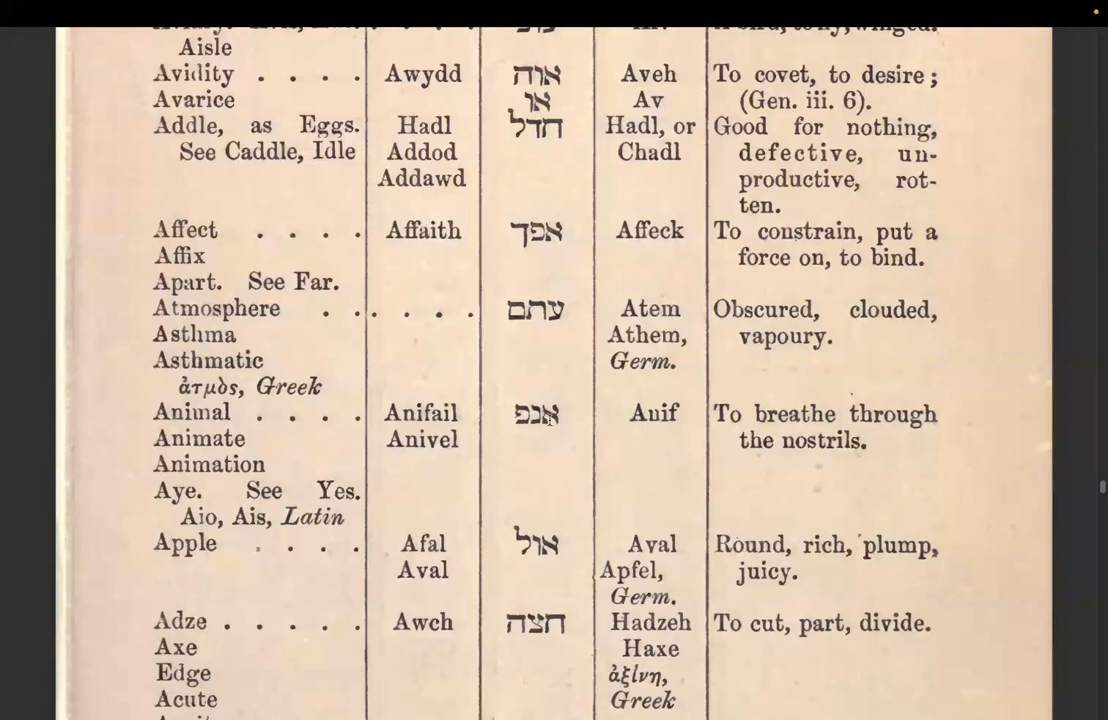 Aisle
Avidity . . . . Awydd אוה Aveh To covet, to desire;
Avarice או Av (Gen. iii. 6).
Addle, as Eggs. Hadl חדל Hadl, or Good for nothing,
See Caddle, Idle Addod Chadl defective, un-
Addawd productive, rot-
ten.
Affect . . . . Affaith אפך Affeck To constrain, put a
Affix force on, to bind.
Apart. See Far.
Atmosphere . . . . . . . עתם Atem Obscured, clouded,
Asthma Athem, vapoury.
Asthmatic Germ.
ἀτμὸς, Greek
Animal . . . . Anifail אנפ Anif To breathe through
Animate Anivel the nostrils.
Animation
Aye. See Yes.
Aio, Ais, Latin
Apple . . . . Afal אול Aval Round, rich, plump,
Aval Apfel, juicy.
Germ.
Adze . . . . . Awch חצה Hadzeh To cut, part, divide.
Axe Haxe
Edge ἀξίνη,
Acute Greek